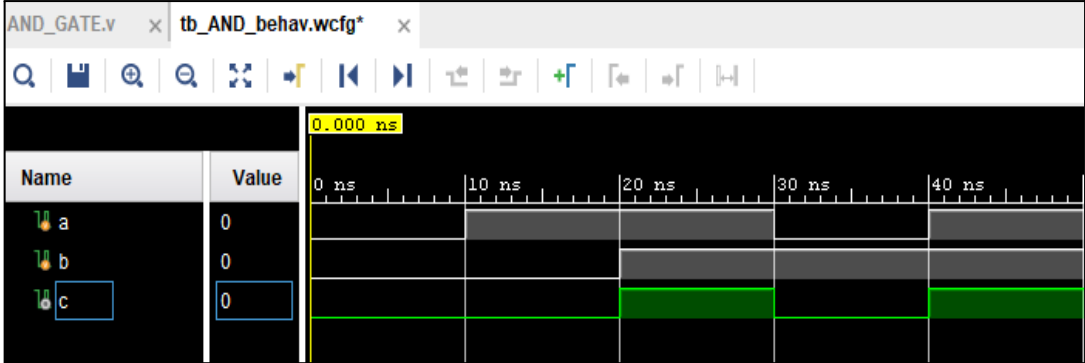 AND_GATE.v × tb_AND_behav.wcfg* ×
0.000 ns
Name Value 0 ns 10 ns 20 ns 30 ns 40 ns
a 0
b 0
c 0